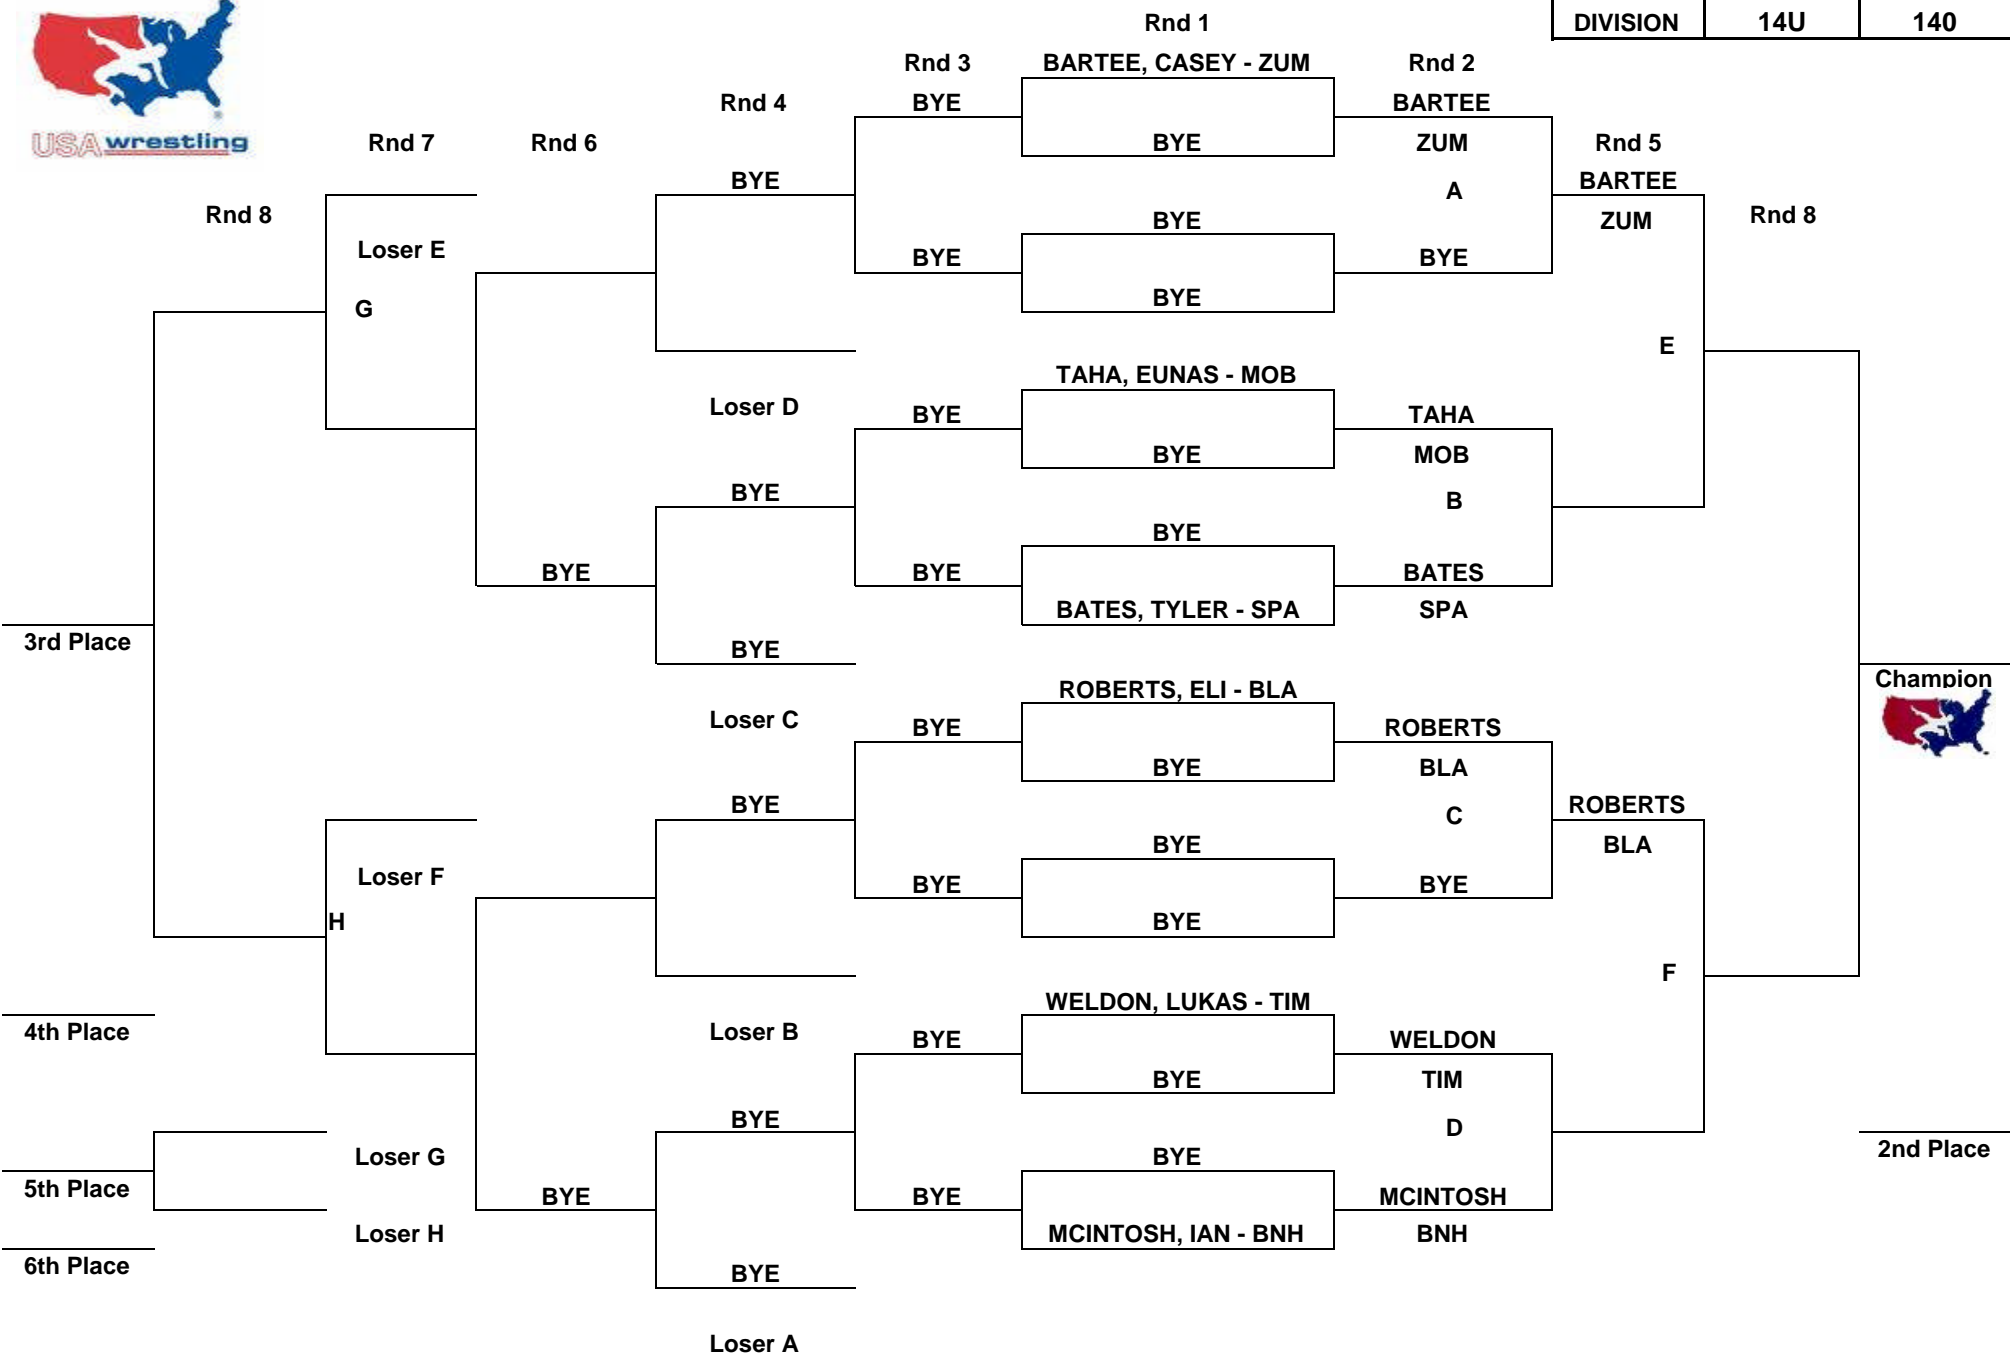 Rnd 1
DIVISION 14U 140
Rnd 3 BARTEE, CASEY - ZUM Rnd 2
Rnd 4 BYE BARTEE
USA wrestling Rnd 7 Rnd 6 BYE ZUM Rnd 5
BYE BARTEE
A
Rnd 8 BYE ZUM Rnd 8
Loser E BYE BYE
G BYE
E
TAHA, EUNAS - MOB
Loser D BYE TAHA
BYE MOB
BYE B
BYE
BYE BYE BATES
BATES, TYLER - SPA SPA
3rd Place BYE
Champion
ROBERTS, ELI - BLA
Loser C BYE ROBERTS
BYE BLA
BYE C ROBERTS
BYE BLA
Loser F BYE BYE
H BYE
F
WELDON, LUKAS - TIM
4th Place Loser B BYE WELDON
BYE TIM
BYE D
Loser G BYE 2nd Place
5th Place BYE BYE MCINTOSH
Loser H MCINTOSH, IAN - BNH BNH
6th Place BYE
Loser A